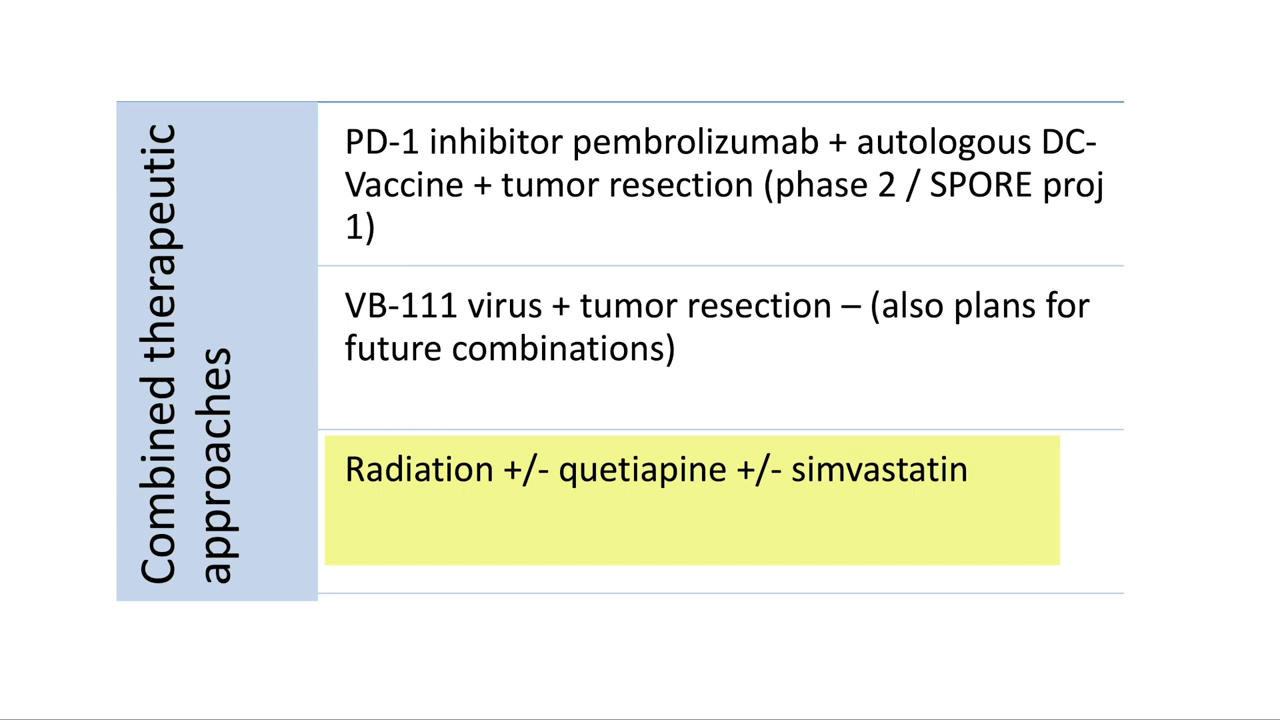 Combined therapeutic
approaches
PD-1 inhibitor pembrolizumab + autologous DC-
Vaccine + tumor resection (phase 2 / SPORE proj
1)
VB-111 virus + tumor resection – (also plans for
future combinations)
Radiation +/- quetiapine +/- simvastatin